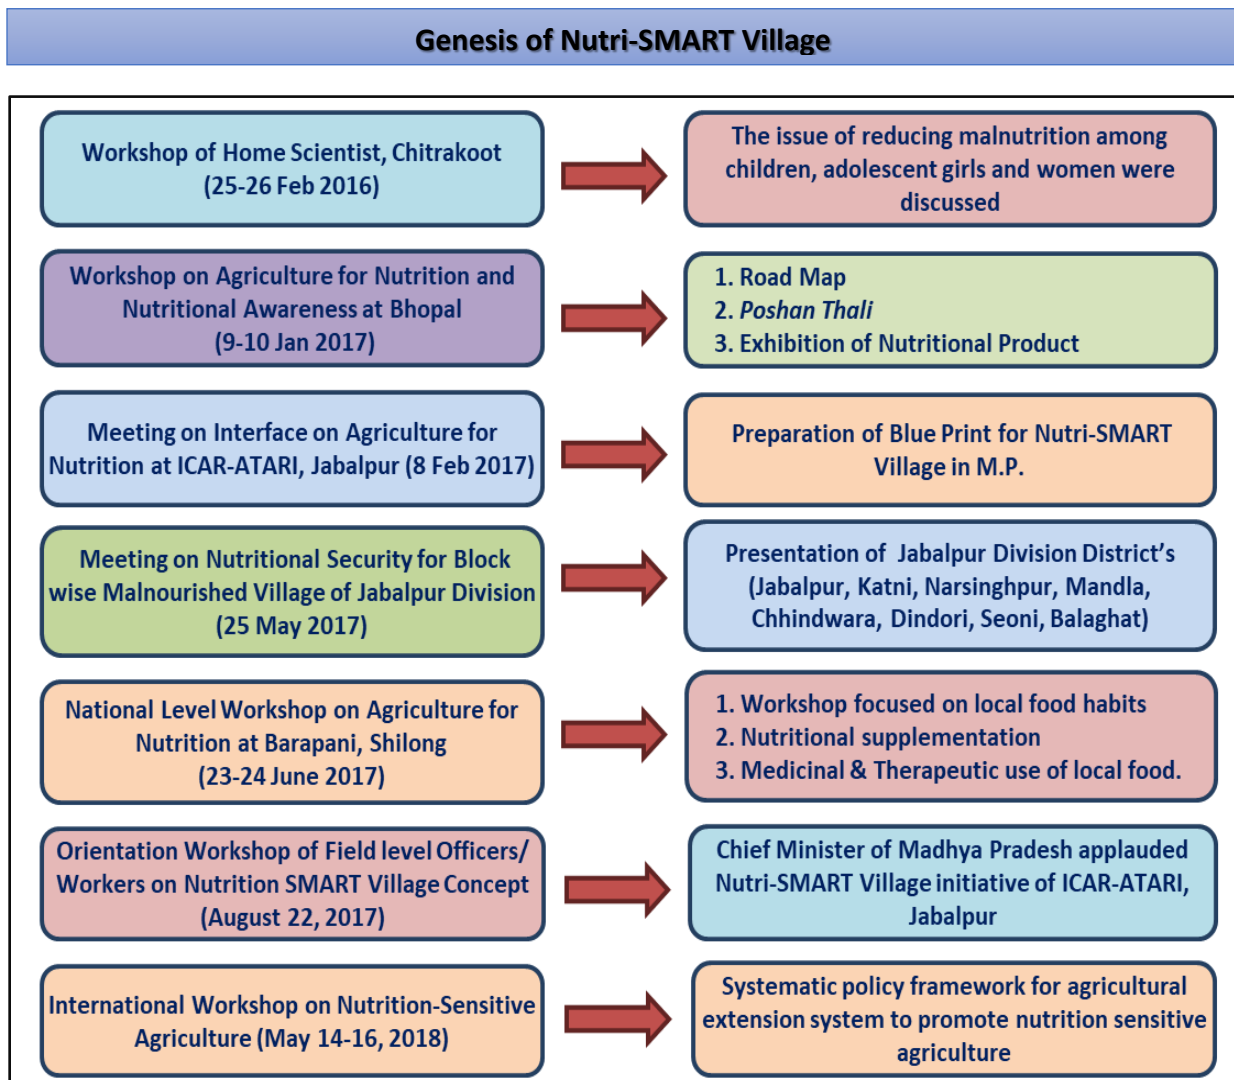 Genesis of Nutri-SMART Village
Workshop of Home Scientist, Chitrakoot
(25-26 Feb 2016)
The issue of reducing malnutrition among
children, adolescent girls and women were
discussed
Workshop on Agriculture for Nutrition and
Nutritional Awareness at Bhopal
(9-10 Jan 2017)
1. Road Map
2. Poshan Thali
3. Exhibition of Nutritional Product
Meeting on Interface on Agriculture for
Nutrition at ICAR-ATARI, Jabalpur (8 Feb 2017)
Preparation of Blue Print for Nutri-SMART
Village in M.P.
Meeting on Nutritional Security for Block
wise Malnourished Village of Jabalpur Division
(25 May 2017)
Presentation of Jabalpur Division District's
(Jabalpur, Katni, Narsinghpur, Mandla,
Chhindwara, Dindori, Seoni, Balaghat)
National Level Workshop on Agriculture for
Nutrition at Barapani, Shilong
(23-24 June 2017)
1. Workshop focused on local food habits
2. Nutritional supplementation
3. Medicinal & Therapeutic use of local food.
Orientation Workshop of Field level Officers/
Workers on Nutrition SMART Village Concept
(August 22, 2017)
Chief Minister of Madhya Pradesh applauded
Nutri-SMART Village initiative of ICAR-ATARI,
Jabalpur
International Workshop on Nutrition-Sensitive
Agriculture (May 14-16, 2018)
Systematic policy framework for agricultural
extension system to promote nutrition sensitive
agriculture